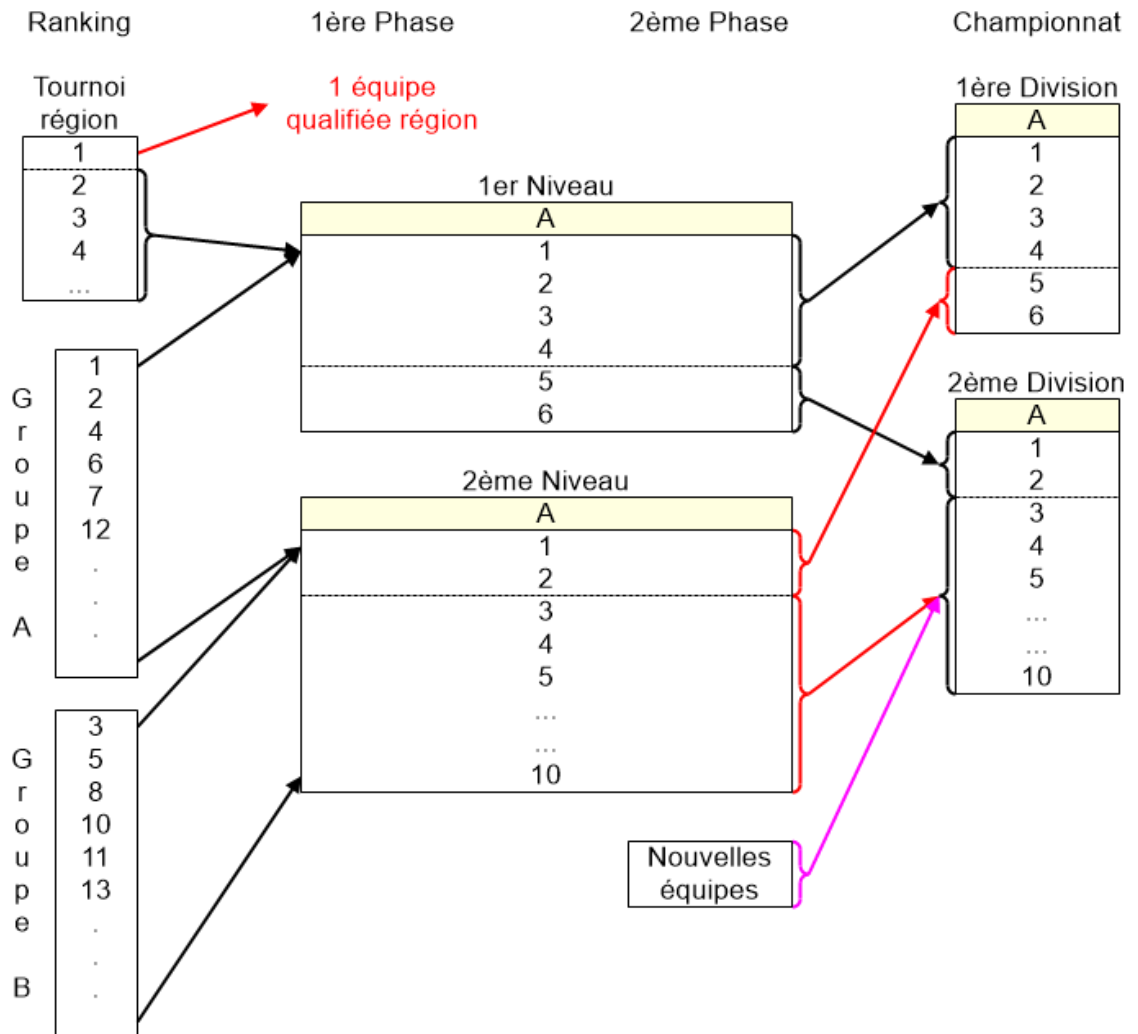 Ranking
1ère Phase
2ème Phase
Championnat
Tournoi
région
1
2
3
4
...
1 équipe
qualifiée région
1er Niveau
A
1
2
3
4
5
6
1ère Division
A
1
2
3
4
5
6
Groupe A
1
2
4
6
7
12
.
.
.
2ème Niveau
A
1
2
3
4
5
...
...
10
2ème Division
A
1
2
3
4
5
...
...
10
Groupe B
3
5
8
10
11
13
.
.
.
Nouvelles
équipes